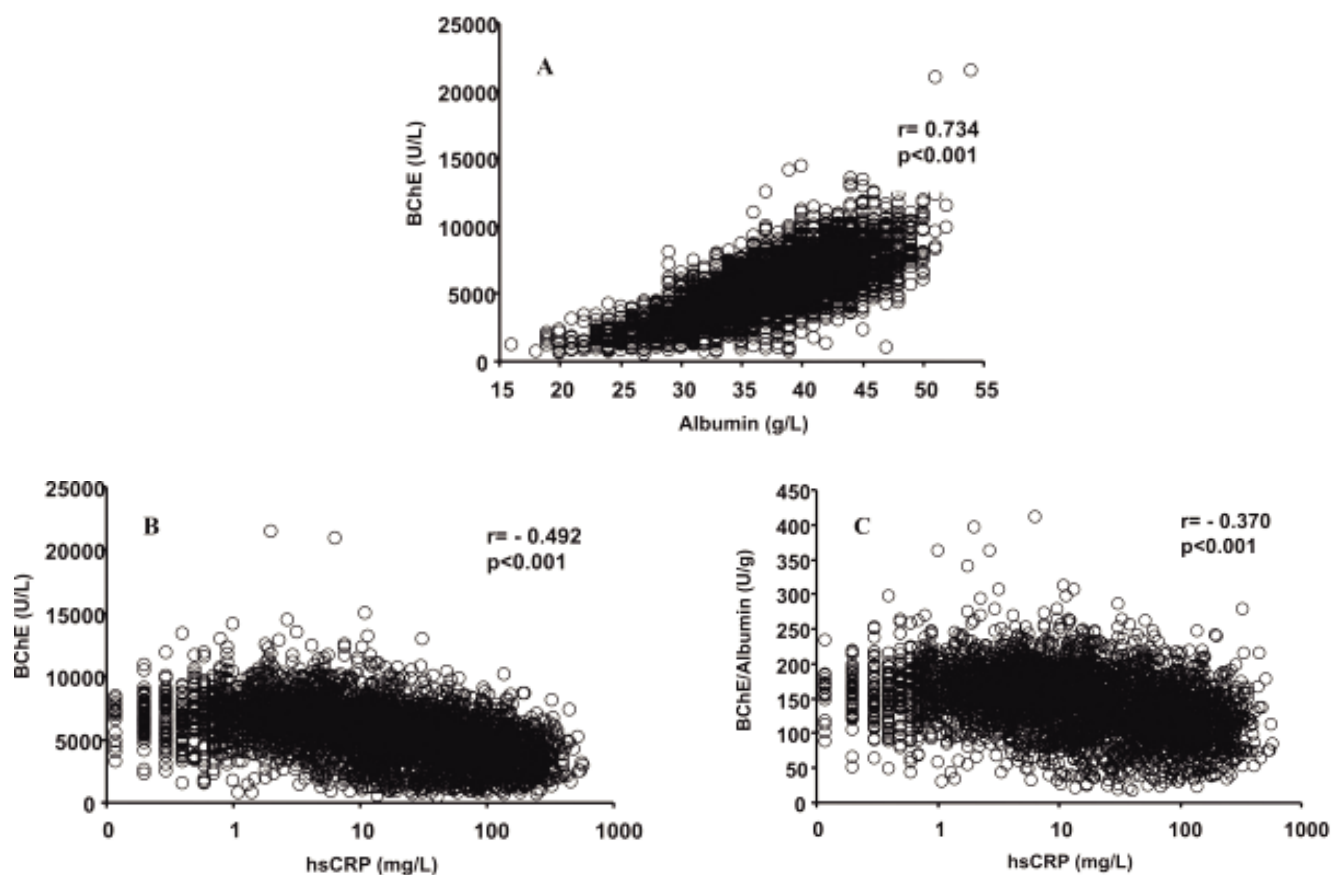 25000
20000
15000
10000
5000
0
BChE (U/L)
A
r= 0.734
p<0.001
15 20 25 30 35 40 45 50 55
Albumin (g/L)
25000
20000
15000
10000
5000
0
BChE (U/L)
B
r= - 0.492
p<0.001
0 1 10 100 1000
hsCRP (mg/L)
450
400
350
300
250
200
150
100
50
0
BChE/Albumin (U/g)
C
r= - 0.370
p<0.001
0 1 10 100 1000
hsCRP (mg/L)